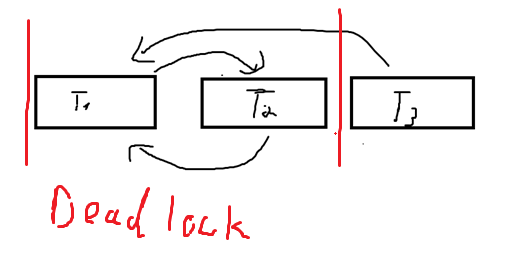 T₁ T₂ T₃
Dead lock